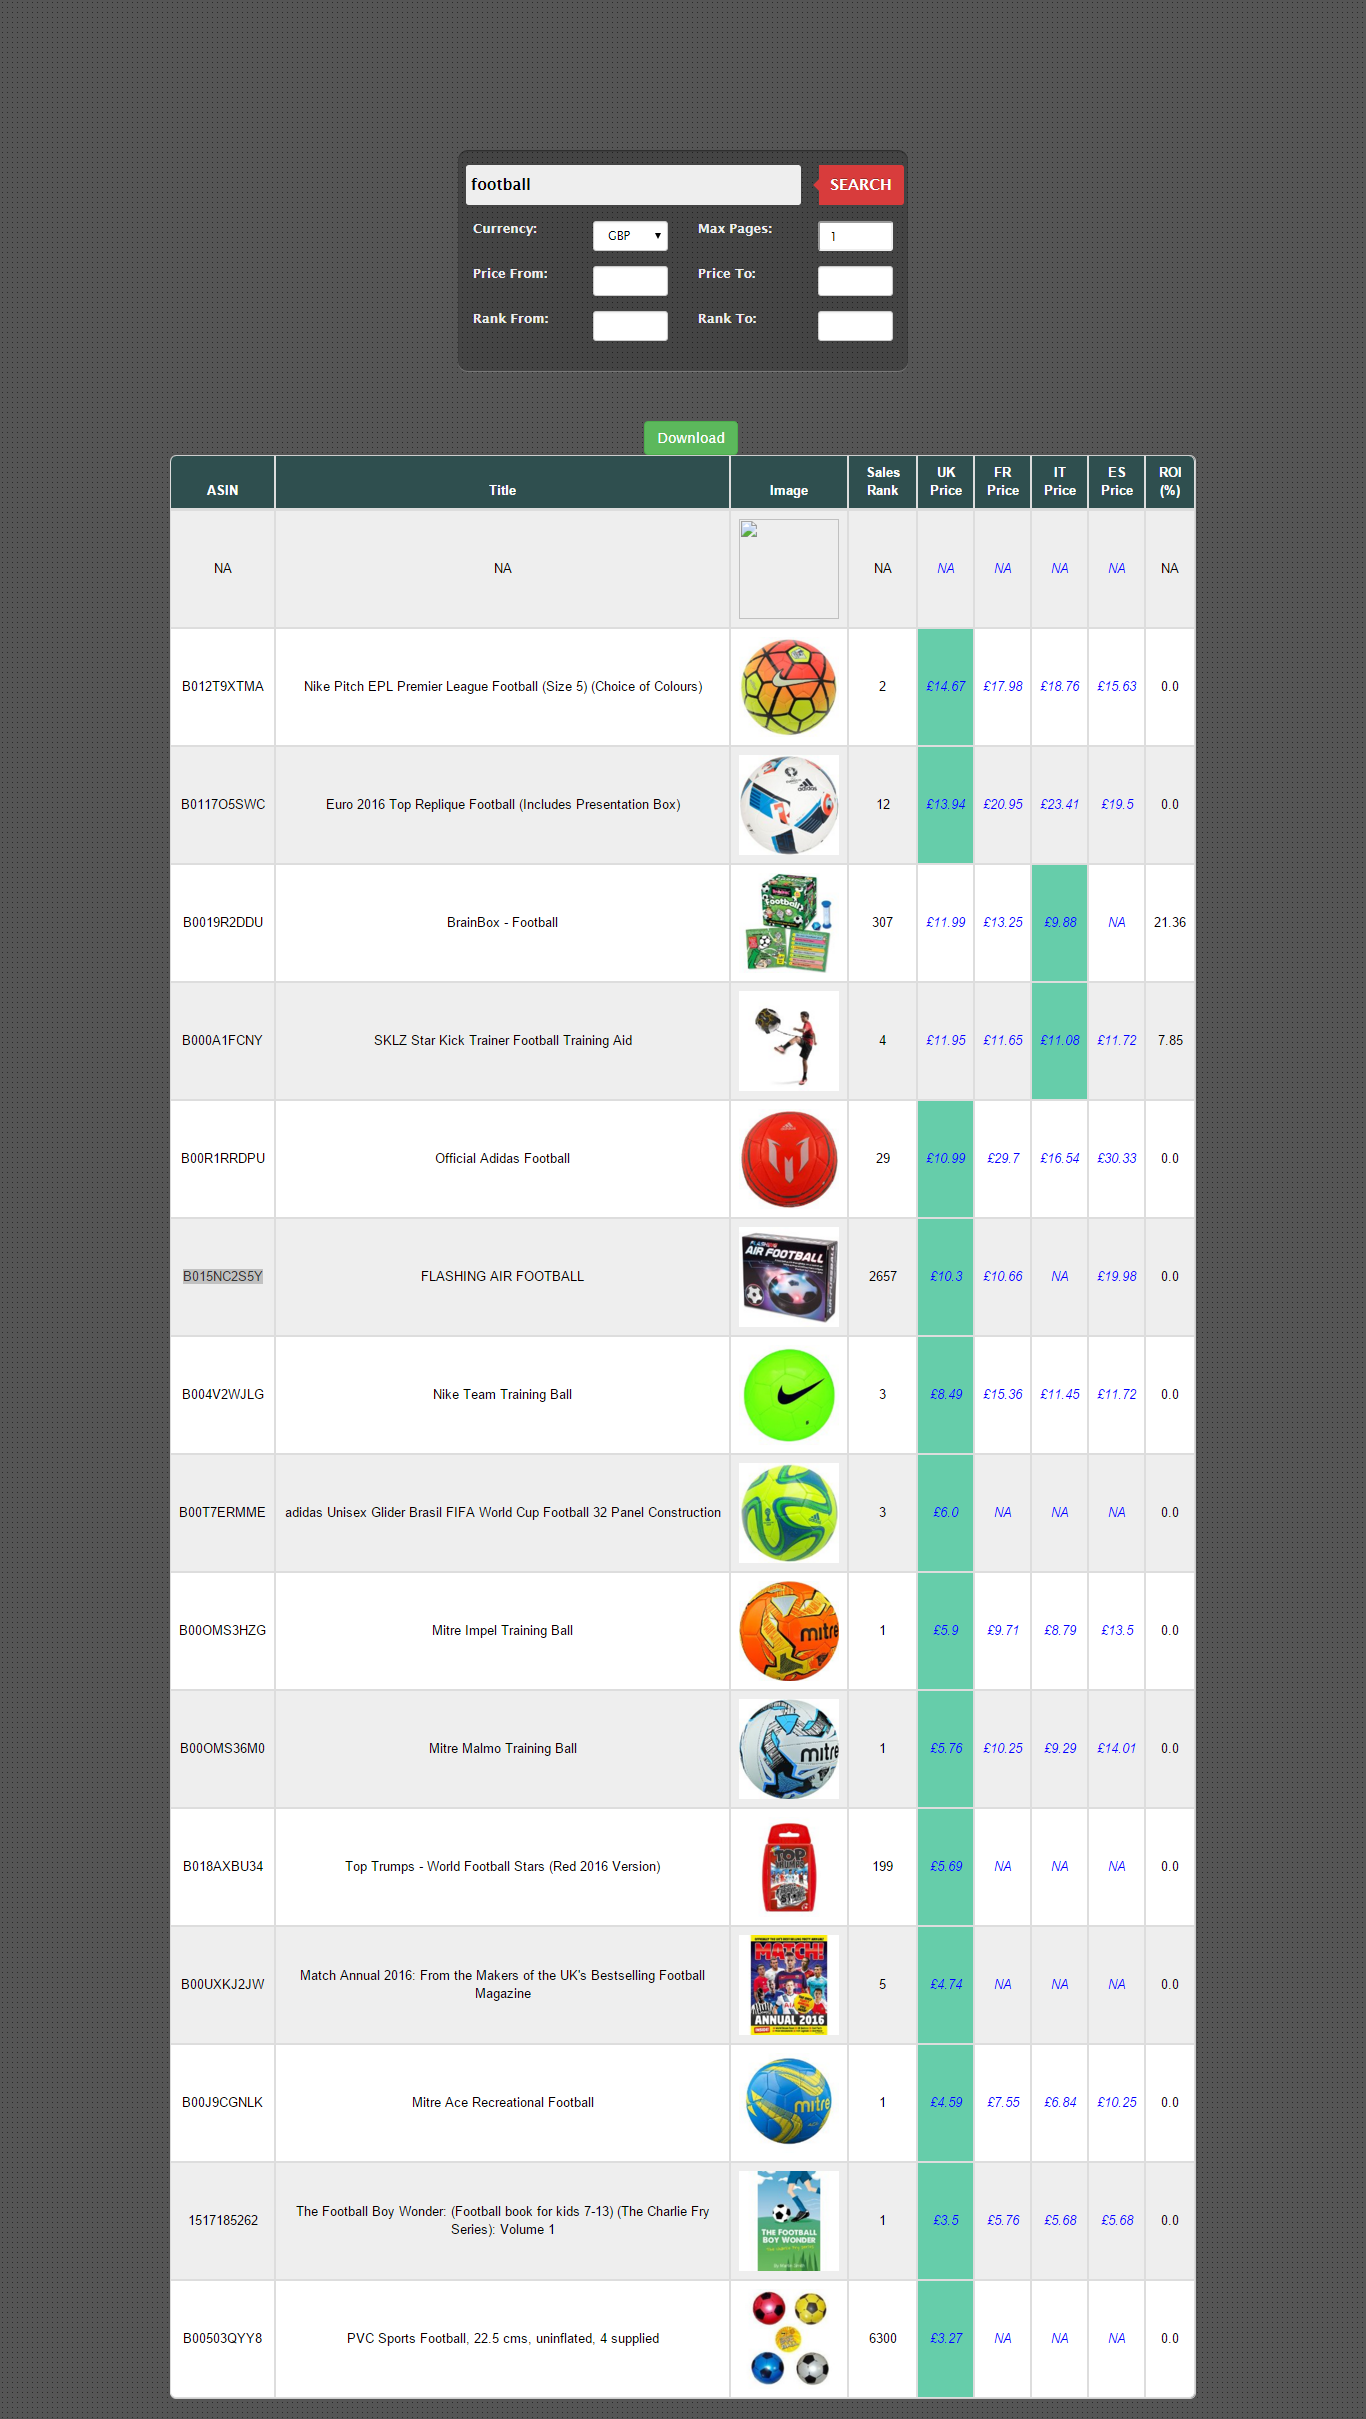 football
SEARCH
Currency: GBP Max Pages: 1
Price From: Price To:
Rank From: Rank To:
Download
ASIN Title Image Sales Rank UK Price FR Price IT Price ES Price ROI (%)
NA NA NA NA NA NA NA NA
B012T9XTMA Nike Pitch EPL Premier League Football (Size 5) (Choice of Colours) 2 £14.67 £17.98 £18.76 £15.63 0.0
B0117O5SWC Euro 2016 Top Replique Football (Includes Presentation Box) adidas 12 £13.94 £20.95 £23.41 £19.5 0.0
B0019R2DDU BrainBox - Football Football 307 £11.99 £13.25 £9.88 NA 21.36
B000A1FCNY SKLZ Star Kick Trainer Football Training Aid 4 £11.95 £11.65 £11.08 £11.72 7.85
B00R1RRDPU Official Adidas Football 29 £10.99 £29.7 £16.54 £30.33 0.0
B015NC2S5Y FLASHING AIR FOOTBALL FLASHING AIR FOOTBALL 2657 £10.3 £10.66 NA £19.98 0.0
B004V2WJLG Nike Team Training Ball 3 £8.49 £15.36 £11.45 £11.72 0.0
B00T7ERMME adidas Unisex Glider Brasil FIFA World Cup Football 32 Panel Construction 3 £6.0 NA NA NA 0.0
B00OMS3HZG Mitre Impel Training Ball mitre 1 £5.9 £9.71 £8.79 £13.5 0.0
B00OMS36M0 Mitre Malmo Training Ball mitre 1 £5.76 £10.25 £9.29 £14.01 0.0
B018AXBU34 Top Trumps - World Football Stars (Red 2016 Version) TOP TRUMPS 199 £5.69 NA NA NA 0.0
B00UXKJ2JW Match Annual 2016: From the Makers of the UK's Bestselling Football Magazine MATCH! ANNUAL 2016 5 £4.74 NA NA NA 0.0
B00J9CGNLK Mitre Ace Recreational Football mitre 1 £4.59 £7.55 £6.84 £10.25 0.0
1517185262 The Football Boy Wonder: (Football book for kids 7-13) (The Charlie Fry Series): Volume 1 THE FOOTBALL BOY WONDER 1 £3.5 £5.76 £5.68 £5.68 0.0
B00503QYY8 PVC Sports Football, 22.5 cms, uninflated, 4 supplied 6300 £3.27 NA NA NA 0.0